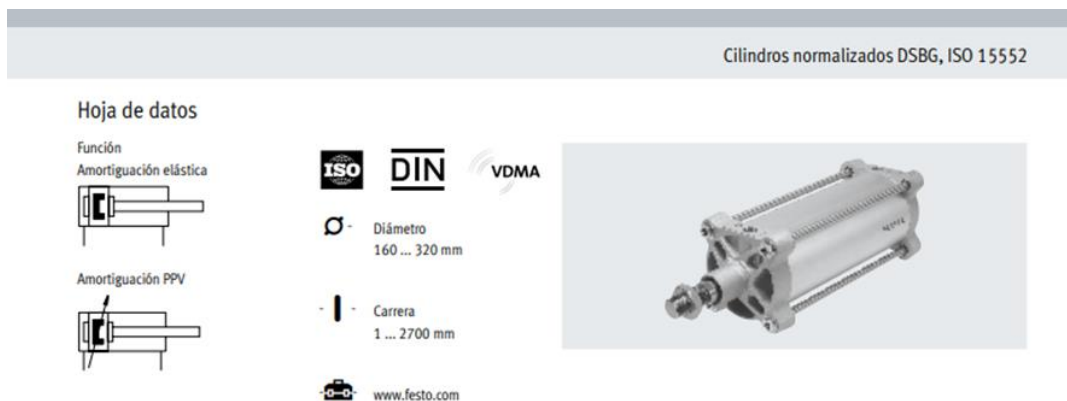 Cilindros normalizados DSBG, ISO 15552
Hoja de datos
Función
Amortiguación elástica
Amortiguación PPV
ISO
DIN
VDMA
Diámetro
160 ... 320 mm
Carrera
1 ... 2700 mm
www.festo.com